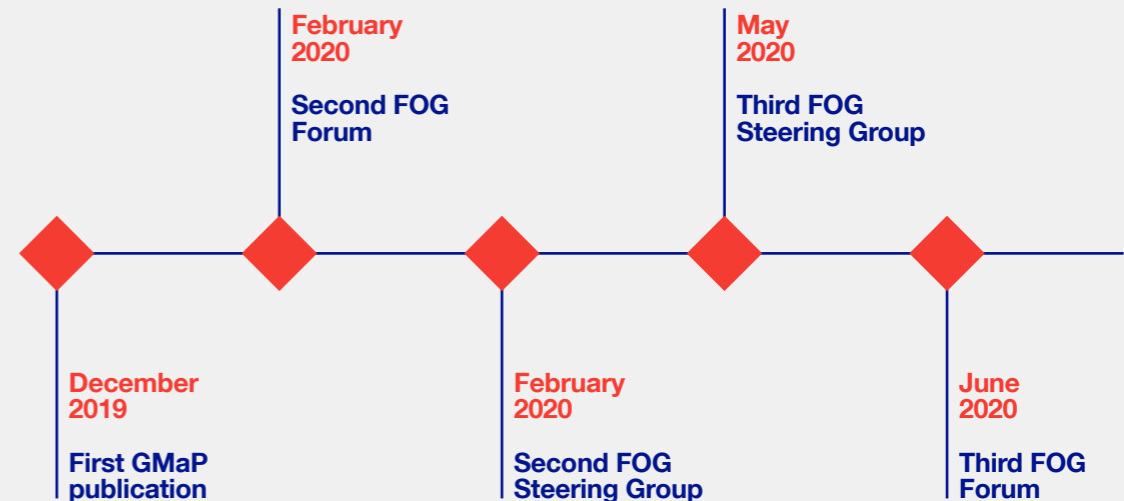 February
2020
Second FOG
Forum
May
2020
Third FOG
Steering Group
December
2019
First GMaP
publication
February
2020
Second FOG
Steering Group
June
2020
Third FOG
Forum